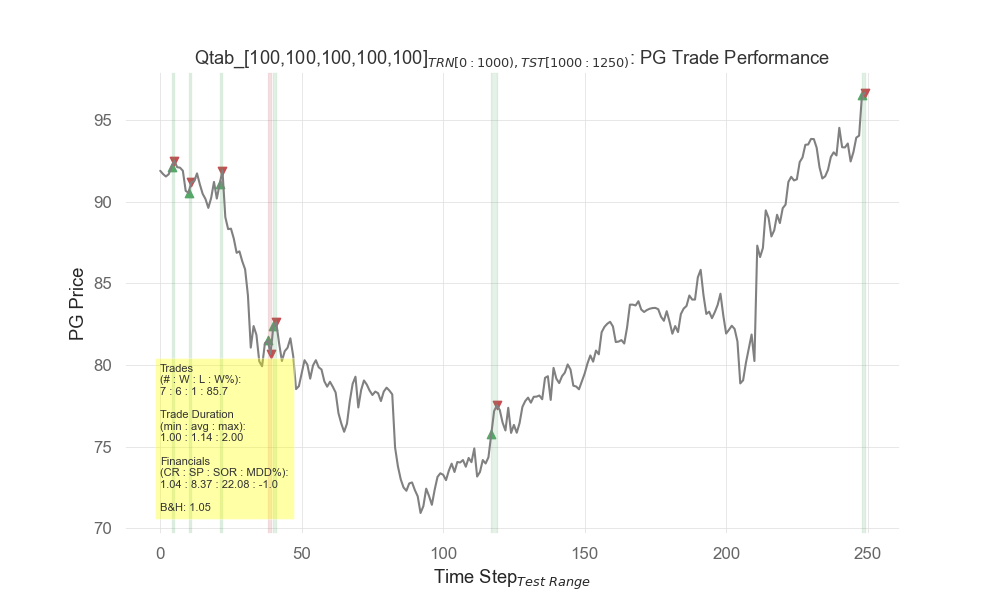 Qtab_[100,100,100,100,100]TRN[0 : 1000), TST[1000 : 1250): PG Trade Performance
PG Price
95
90
85
80
75
70
Trades
(# : W : L : W%):
7 : 6 : 1 : 85.7
Trade Duration
(min : avg : max):
1.00 : 1.14 : 2.00
Financials
(CR : SP : SOR : MDD%):
1.04 : 8.37 : 22.08 : -1.0
B&H: 1.05
0 50 100 150 200 250
Time StepTest Range